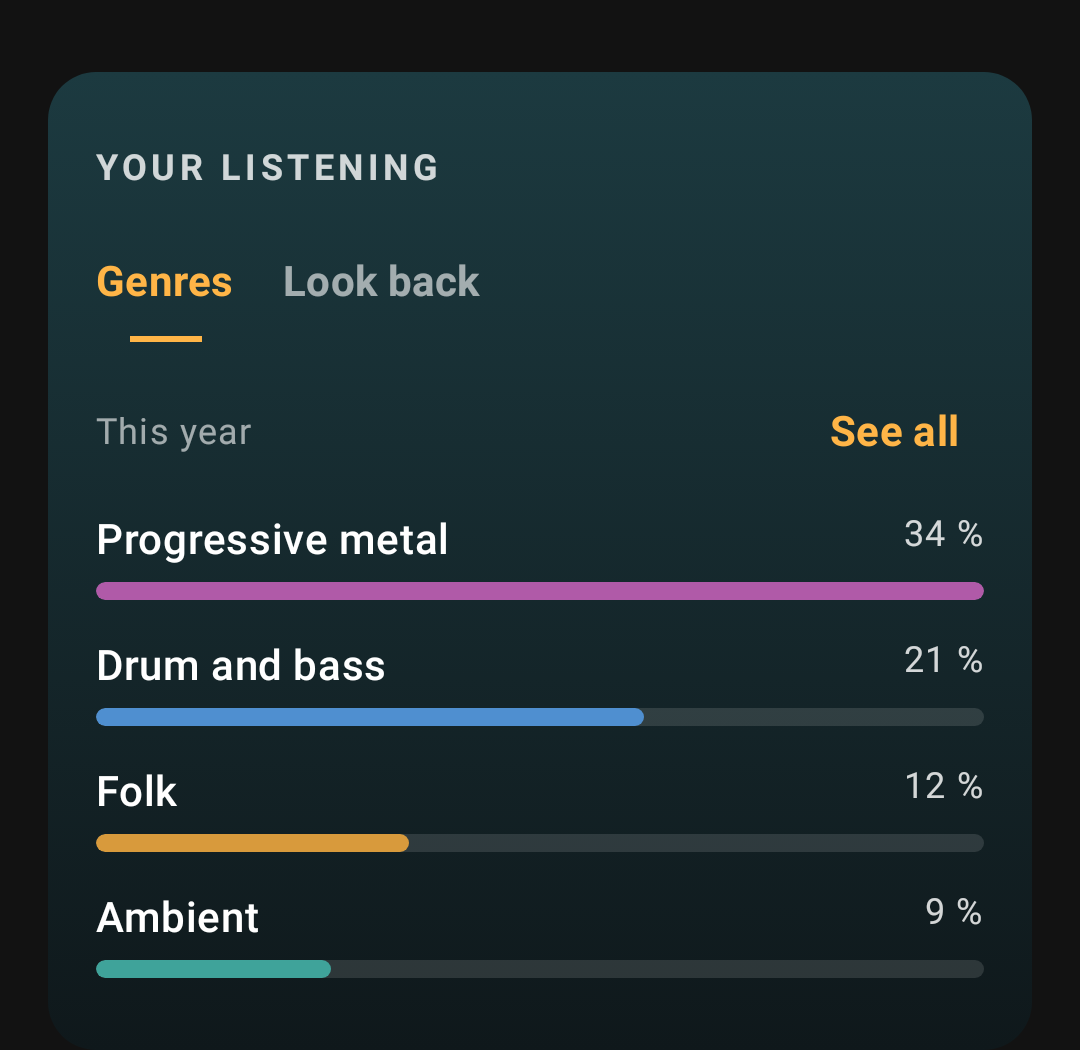 YOUR LISTENING
Genres Look back
This year See all
Progressive metal 34 %
Drum and bass 21 %
Folk 12 %
Ambient 9 %